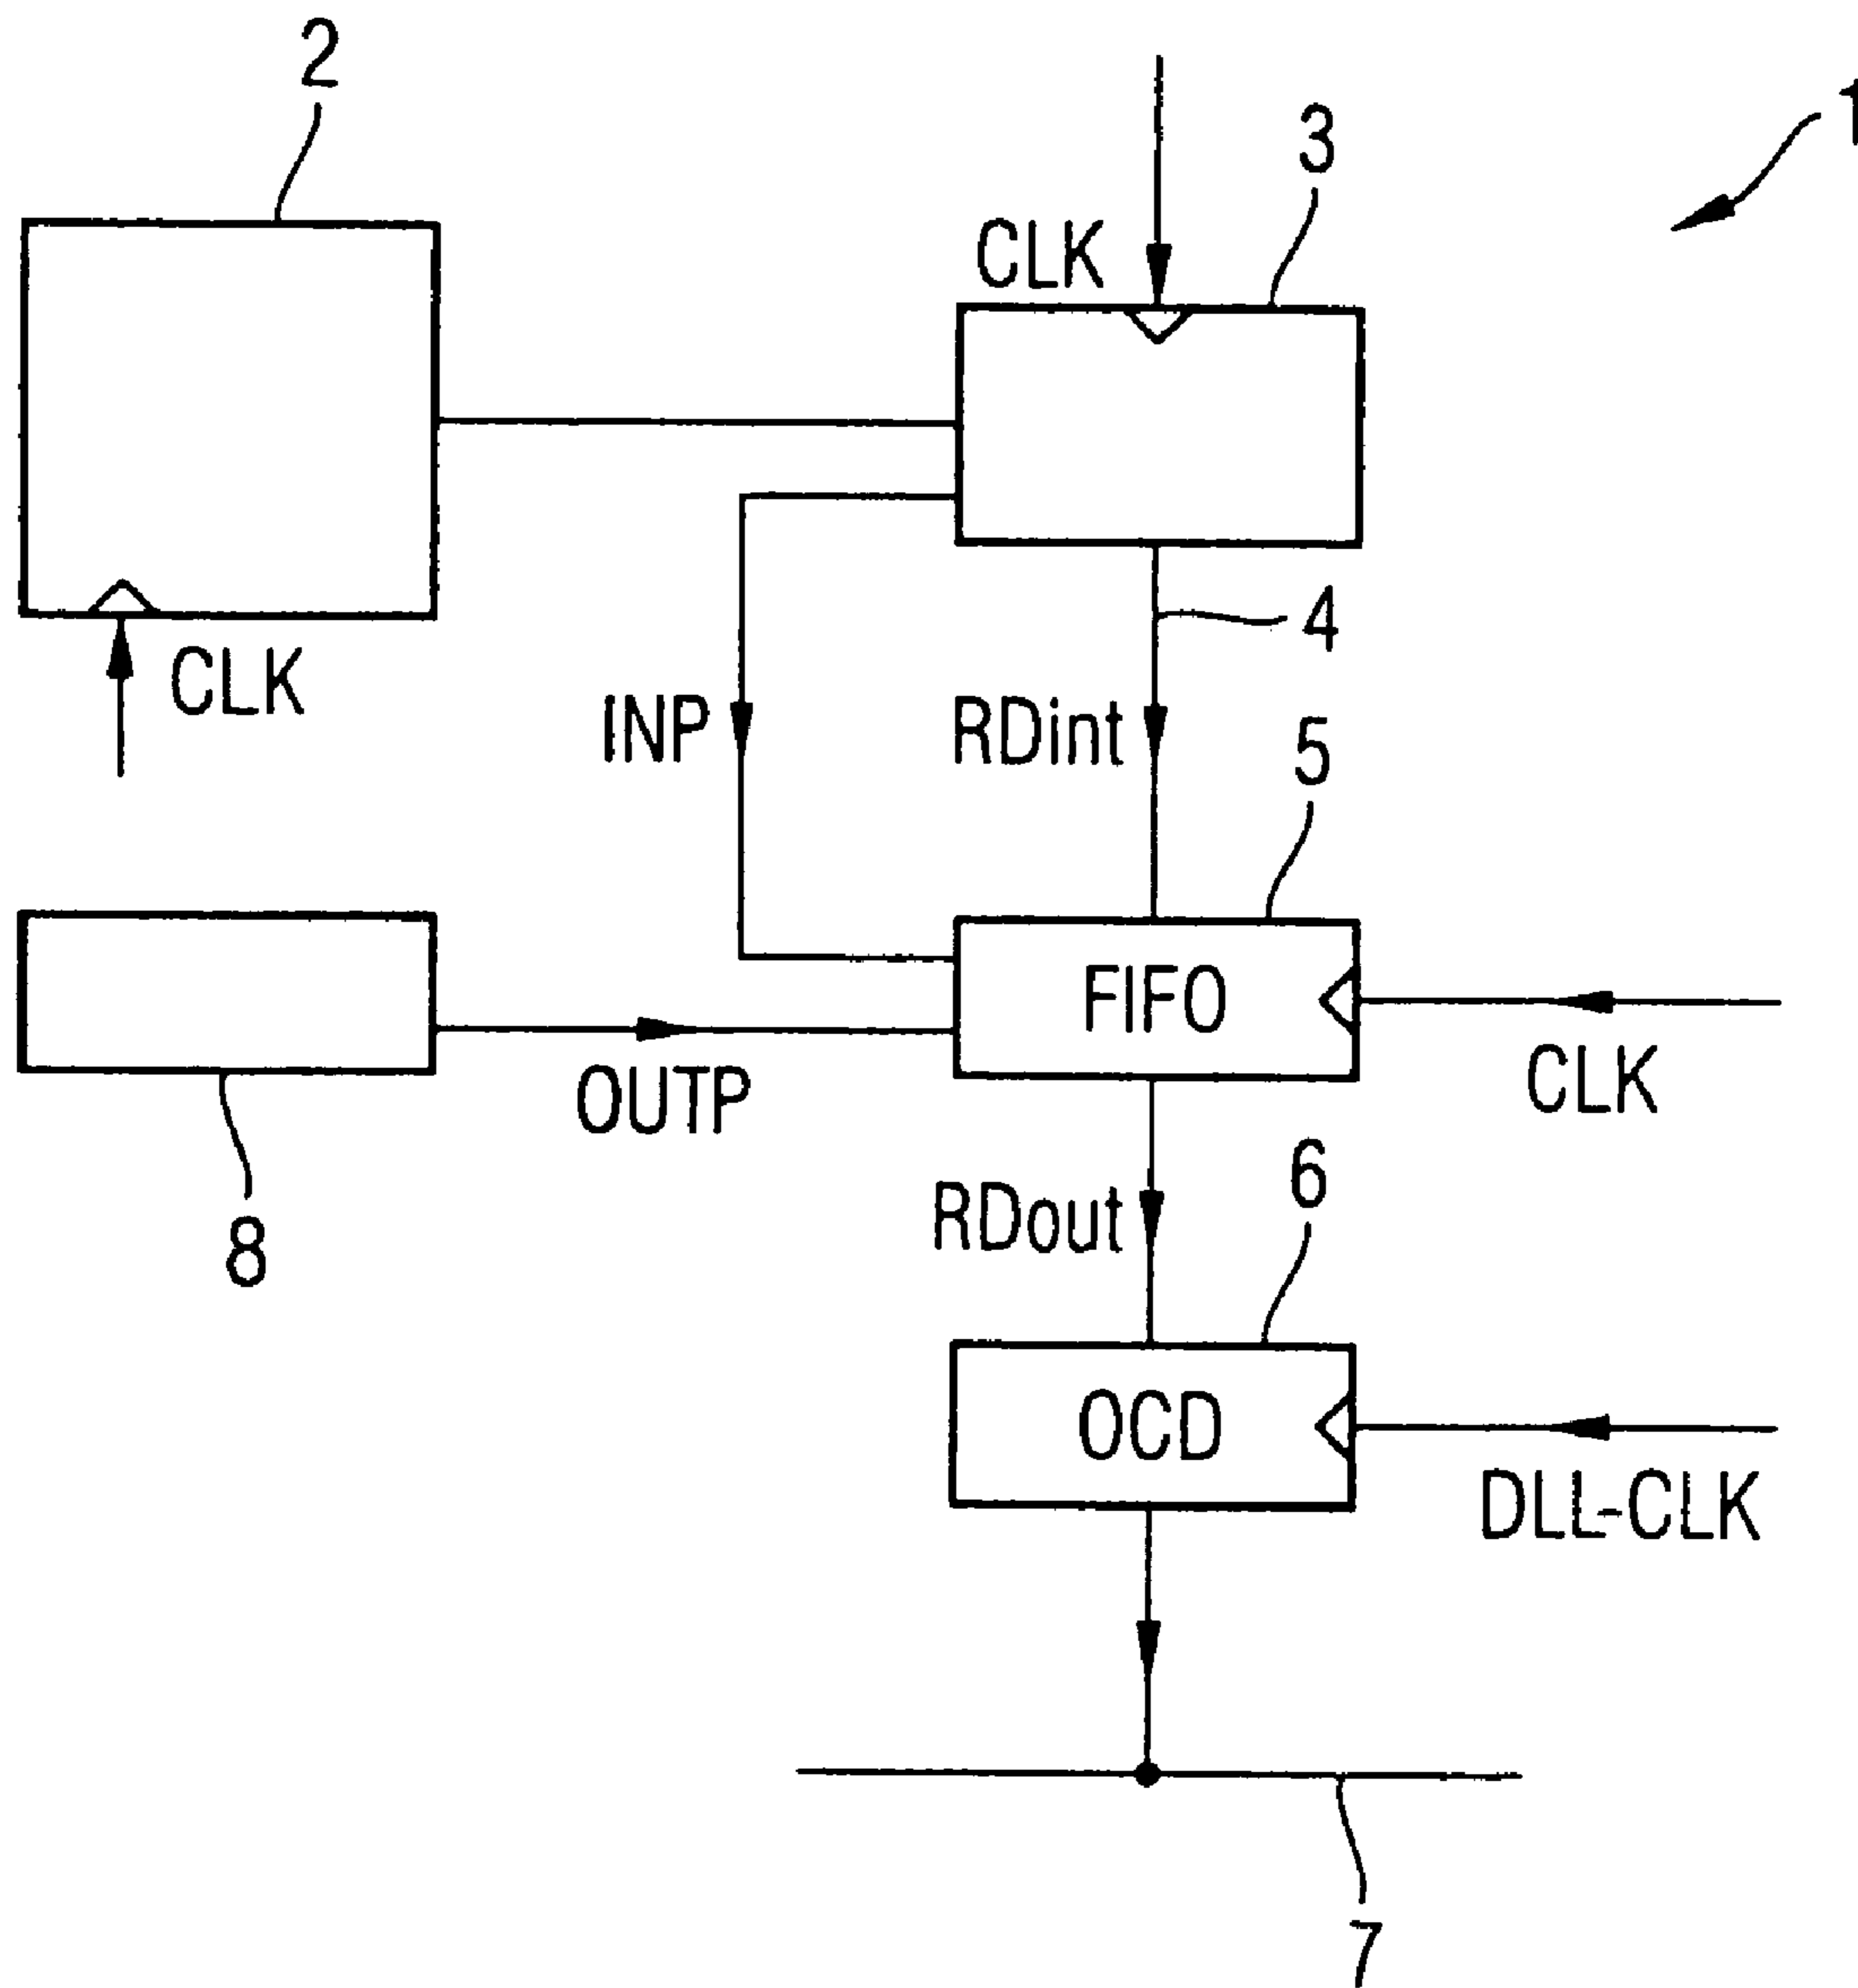 2
1
3
CLK
4
CLK
INP
RDint
5
FIFO
CLK
OUTP
6
RDout
8
OCD
DLL-CLK
7